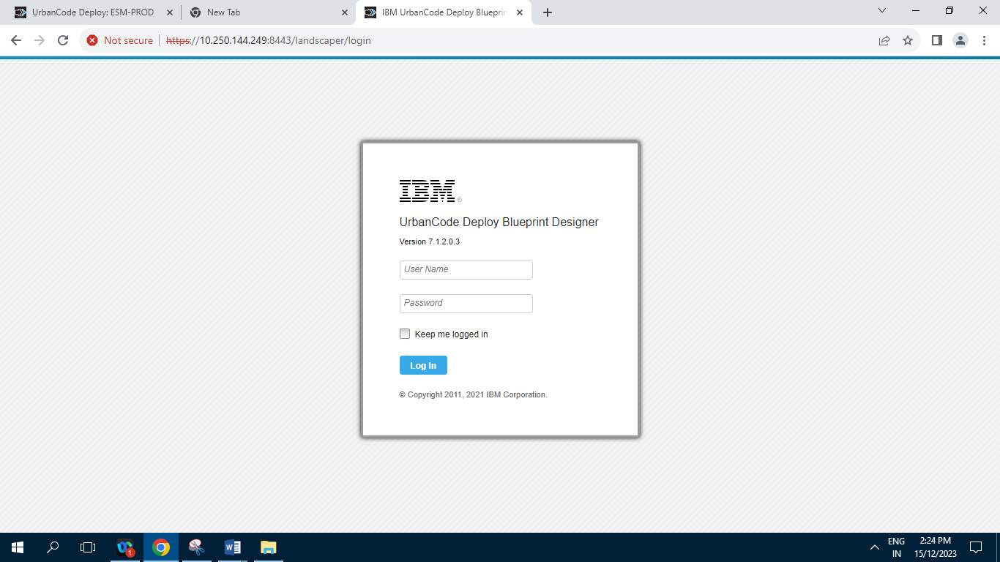 UrbanCode Deploy: ESM-PROD
New Tab
IBM UrbanCode Deploy Blueprin
Not secure
https://10.250.144.249:8443/landscaper/login
IBM®
UrbanCode Deploy Blueprint Designer
Version 7.1.2.0.3
User Name
Password
Keep me logged in
Log In
© Copyright 2011, 2021 IBM Corporation.
1
ENG
IN
2:24 PM
15/12/2023